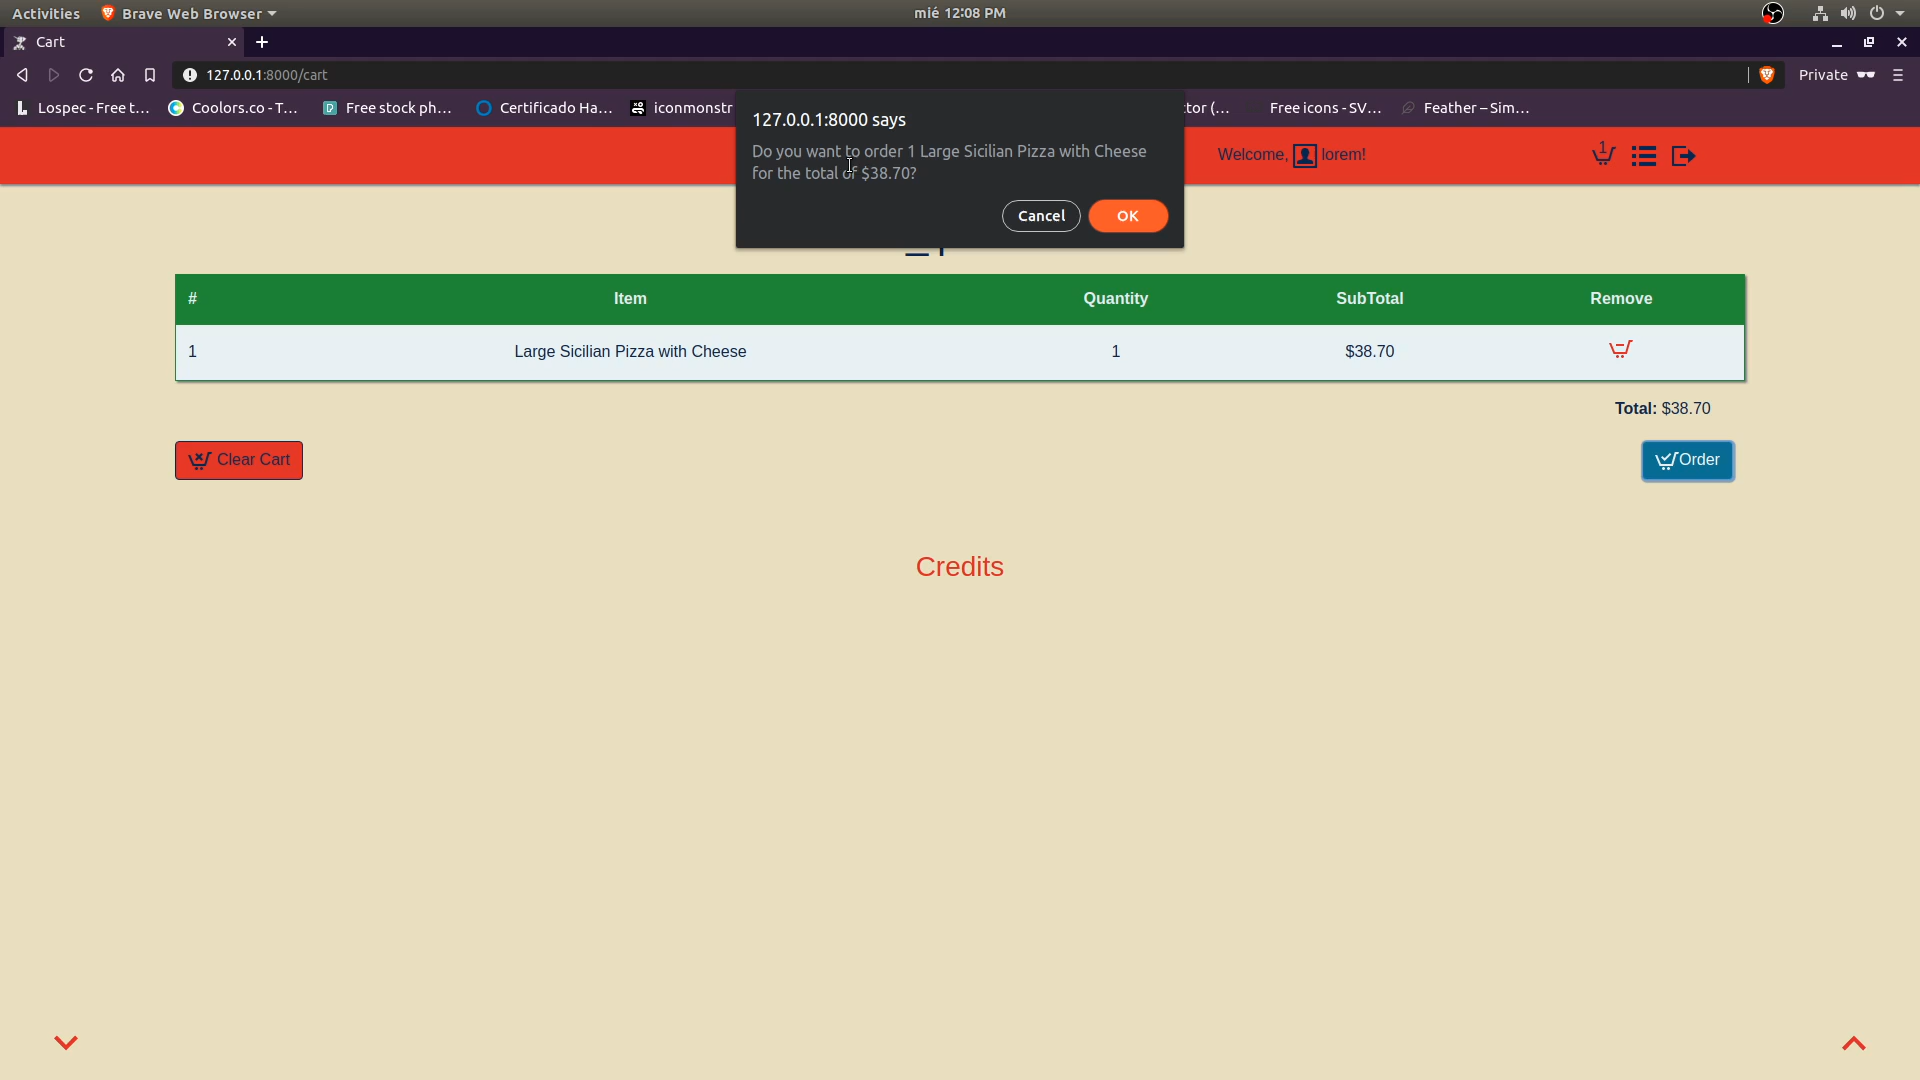 Activities Brave Web Browser mié 12:08 PM
Cart
127.0.0.1:8000/cart Private
Lospec - Free t... Coolors.co - T... Free stock ph... Certificado Ha... iconmonstr tor (... Free icons - SV... Feather – Sim...
127.0.0.1:8000 says
Do you want to order 1 Large Sicilian Pizza with Cheese
for the total of $38.70?
Cancel OK
Welcome, lorem! 1
# Item Quantity SubTotal Remove
1 Large Sicilian Pizza with Cheese 1 $38.70
Total: $38.70
Clear Cart Order
Credits